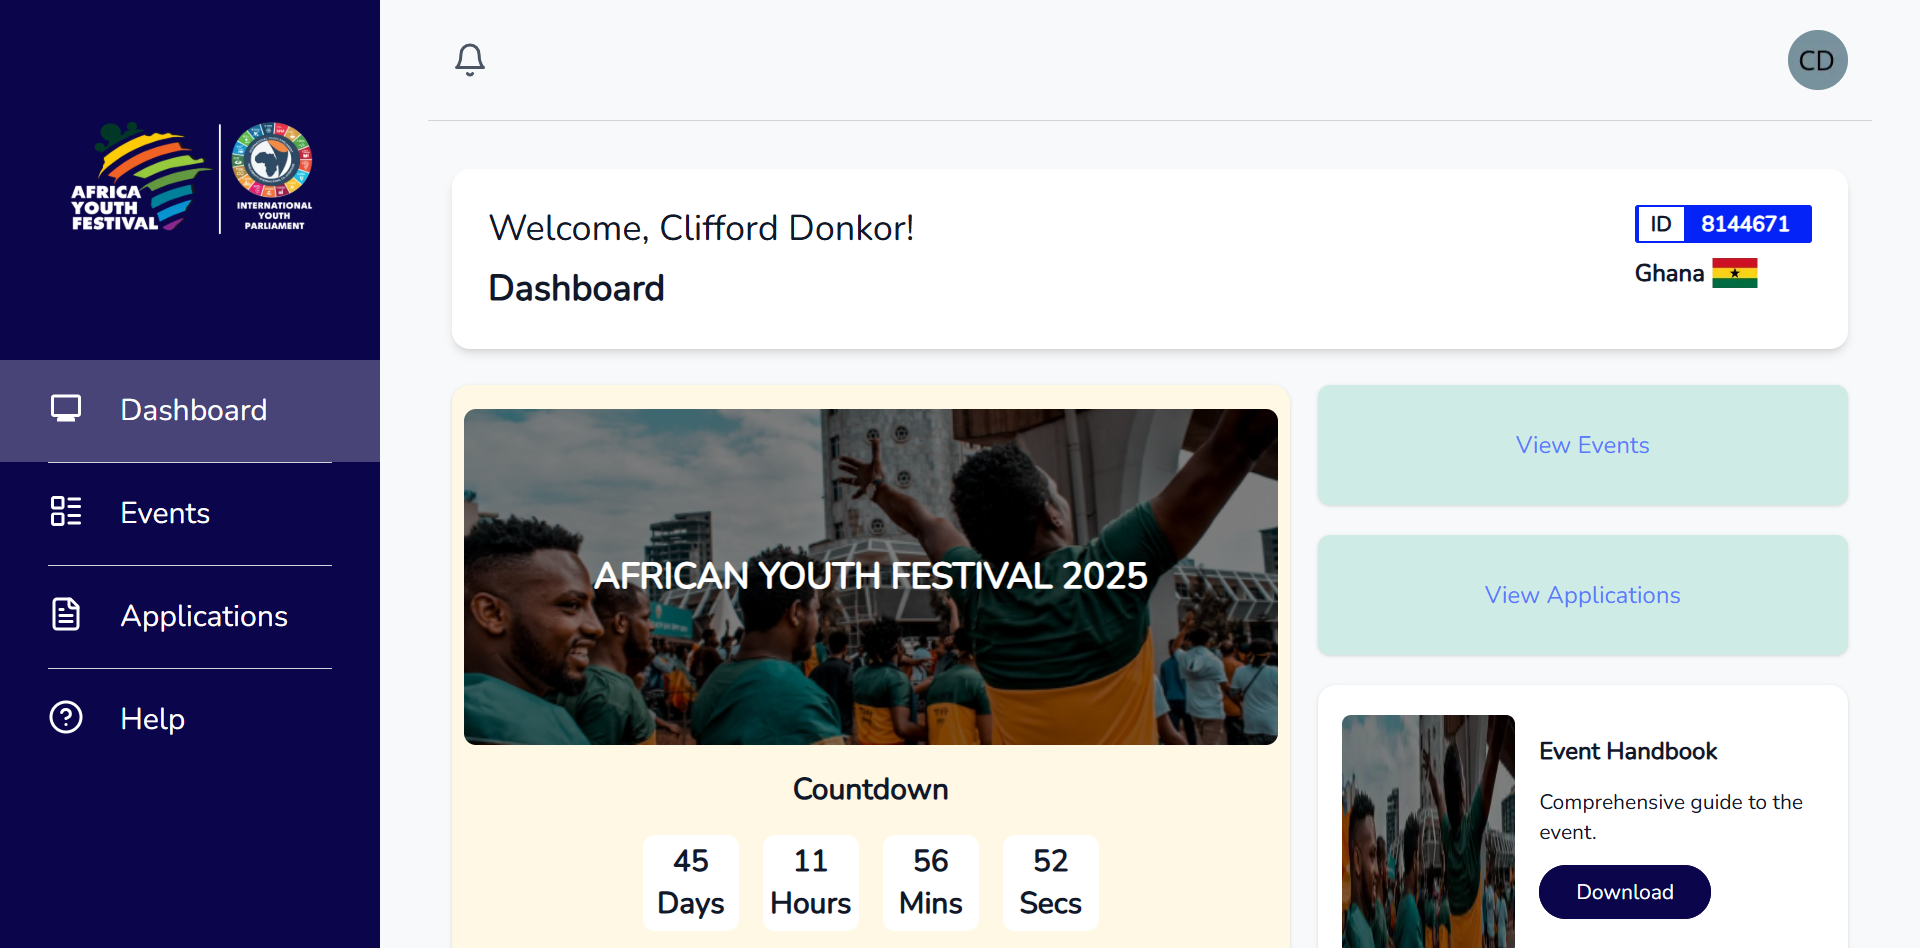 AFRICA
YOUTH
FESTIVAL
INTERNATIONAL
YOUTH
PARLIAMENT
Dashboard
Events
Applications
Help
CD
Welcome, Clifford Donkor!
Dashboard
ID 8144671
Ghana
AFRICAN YOUTH FESTIVAL 2025
Countdown
45 Days
11 Hours
56 Mins
52 Secs
View Events
View Applications
Event Handbook
Comprehensive guide to the
event.
Download